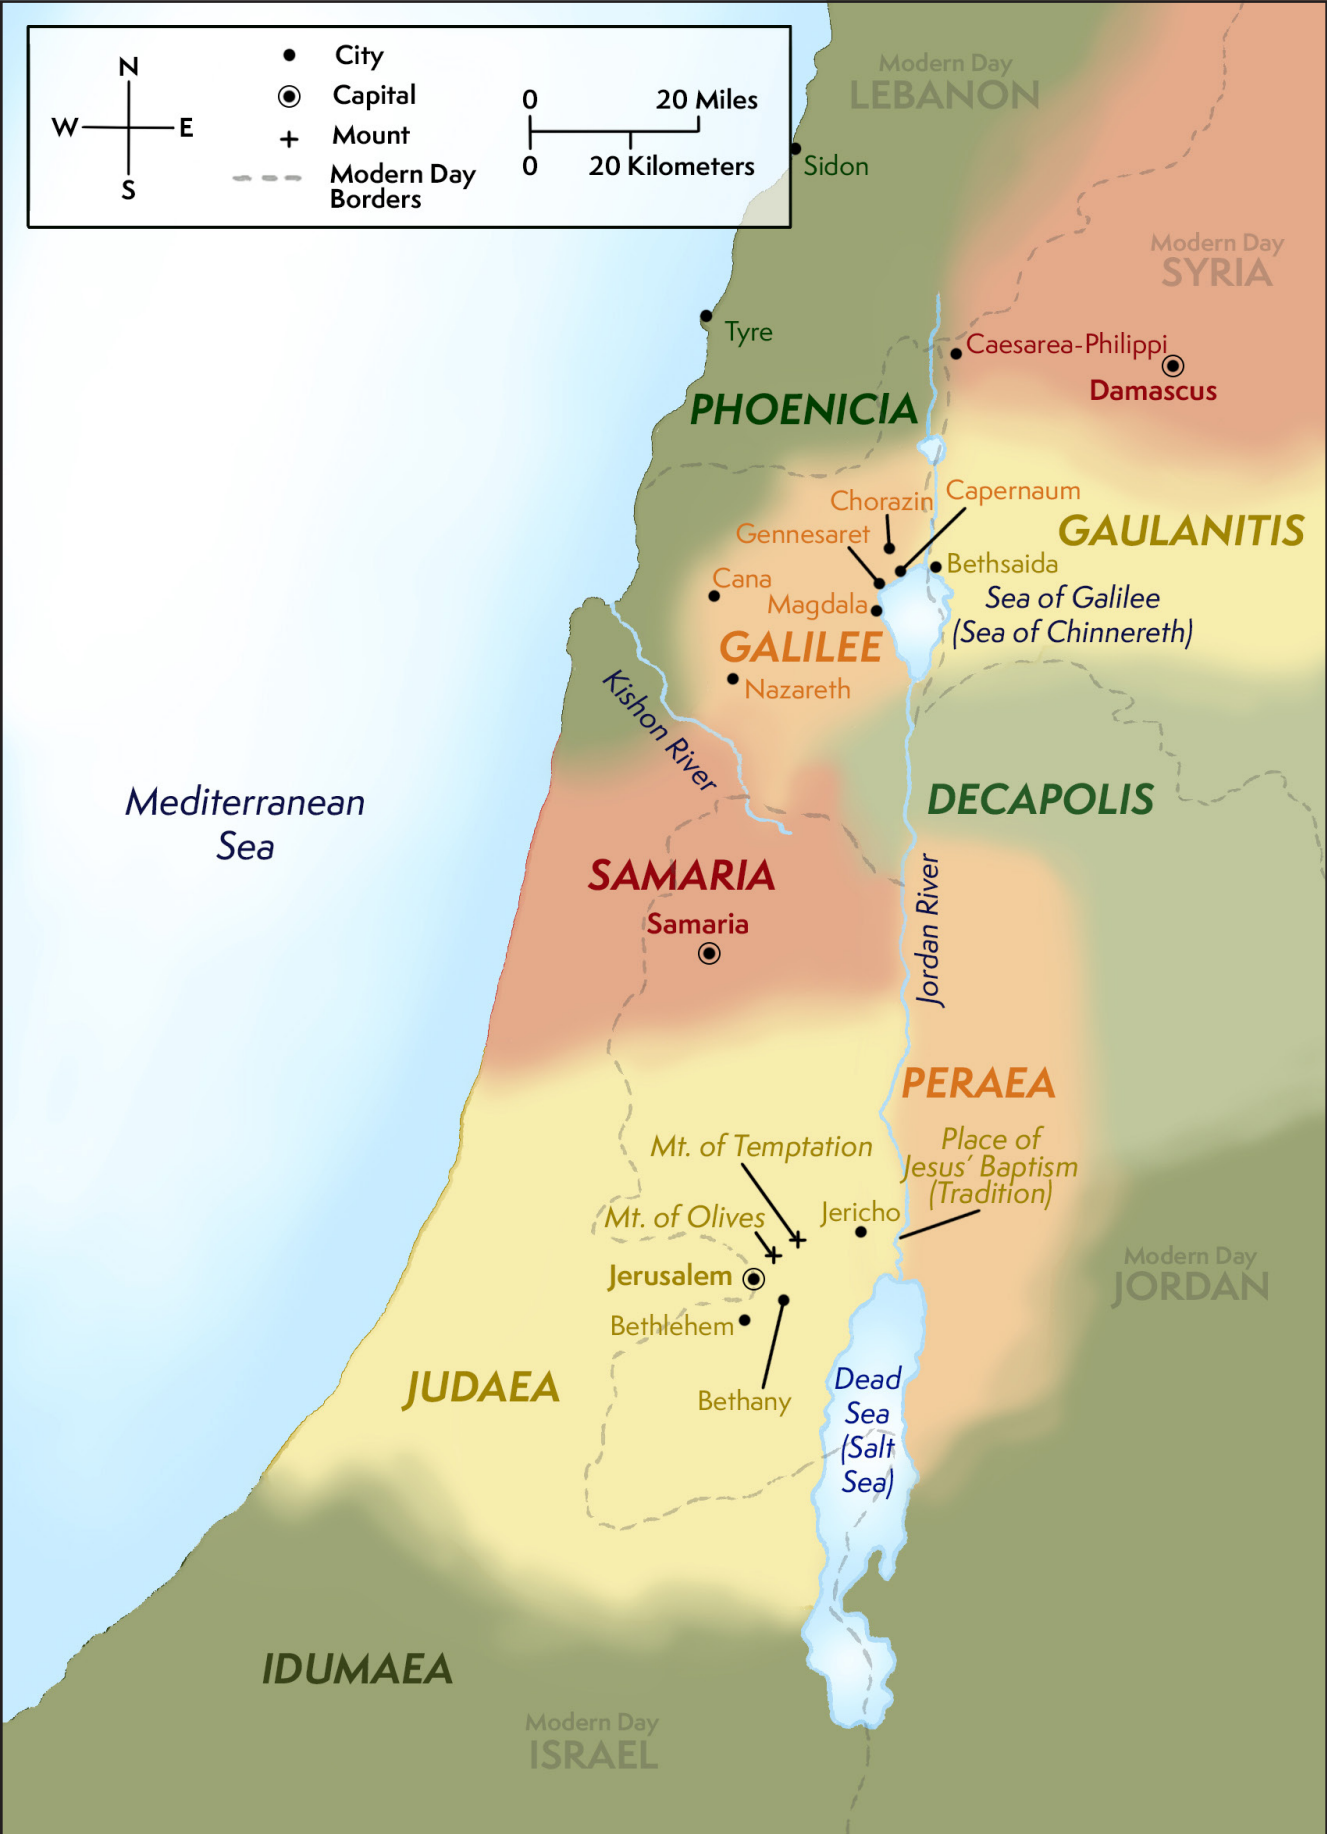 N
W
E
S
City
Capital
Mount
Modern Day
Borders
0
20 Miles
0
20 Kilometers
Modern Day
LEBANON
Sidon
Modern Day
SYRIA
Tyre
Caesarea-Philippi
Damascus
PHOENICIA
Chorazin
Capernaum
Gennesaret
GAULANITIS
Bethsaida
Cana
Magdala
Sea of Galilee
(Sea of Chinnereth)
GALILEE
Nazareth
Kishon River
Mediterranean
Sea
DECAPOLIS
SAMARIA
Samaria
Jordan River
PERAEA
Mt. of Temptation
Place of
Jesus' Baptism
(Tradition)
Mt. of Olives
Jericho
Jerusalem
Bethlehem
Modern Day
JORDAN
JUDAEA
Bethany
Dead
Sea
(Salt
Sea)
IDUMAEA
Modern Day
ISRAEL